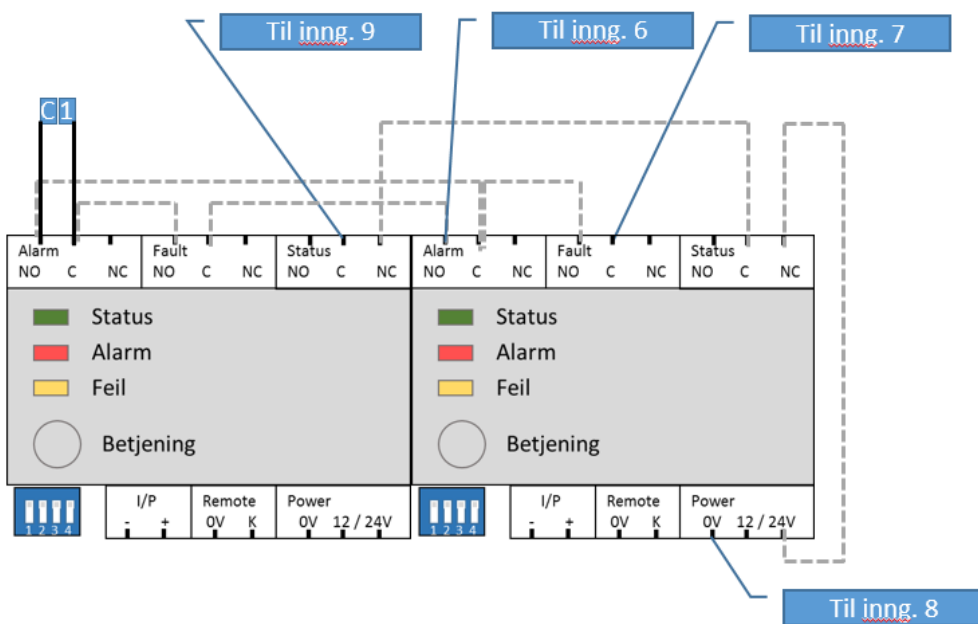 Til inng. 9
Til inng. 6
Til inng. 7
C 1
Alarm Fault Status Alarm Fault Status
NO C NC NO C NC NO C NC NO C NC NO C NC NO C NC
Status Status
Alarm Alarm
Feil Feil
Betjening Betjening
I/P Remote Power I/P Remote Power
- + 0V K 0V 12 / 24V - + 0V K 0V 12 / 24V
1 2 3 4 1 2 3 4
Til inng. 8